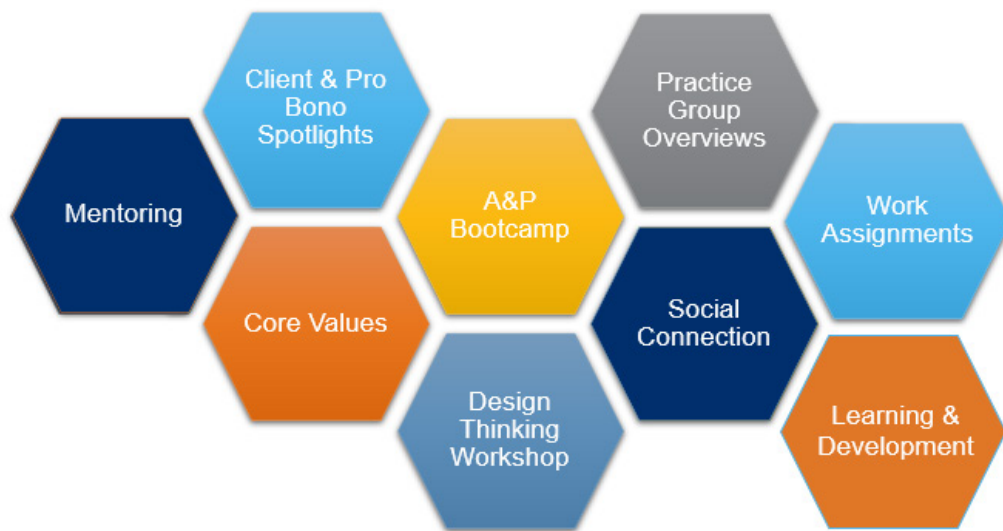 Client & Pro
Bono
Spotlights
Practice
Group
Overviews
Mentoring
A&P
Bootcamp
Work
Assignments
Core Values
Social
Connection
Design
Thinking
Workshop
Learning &
Development